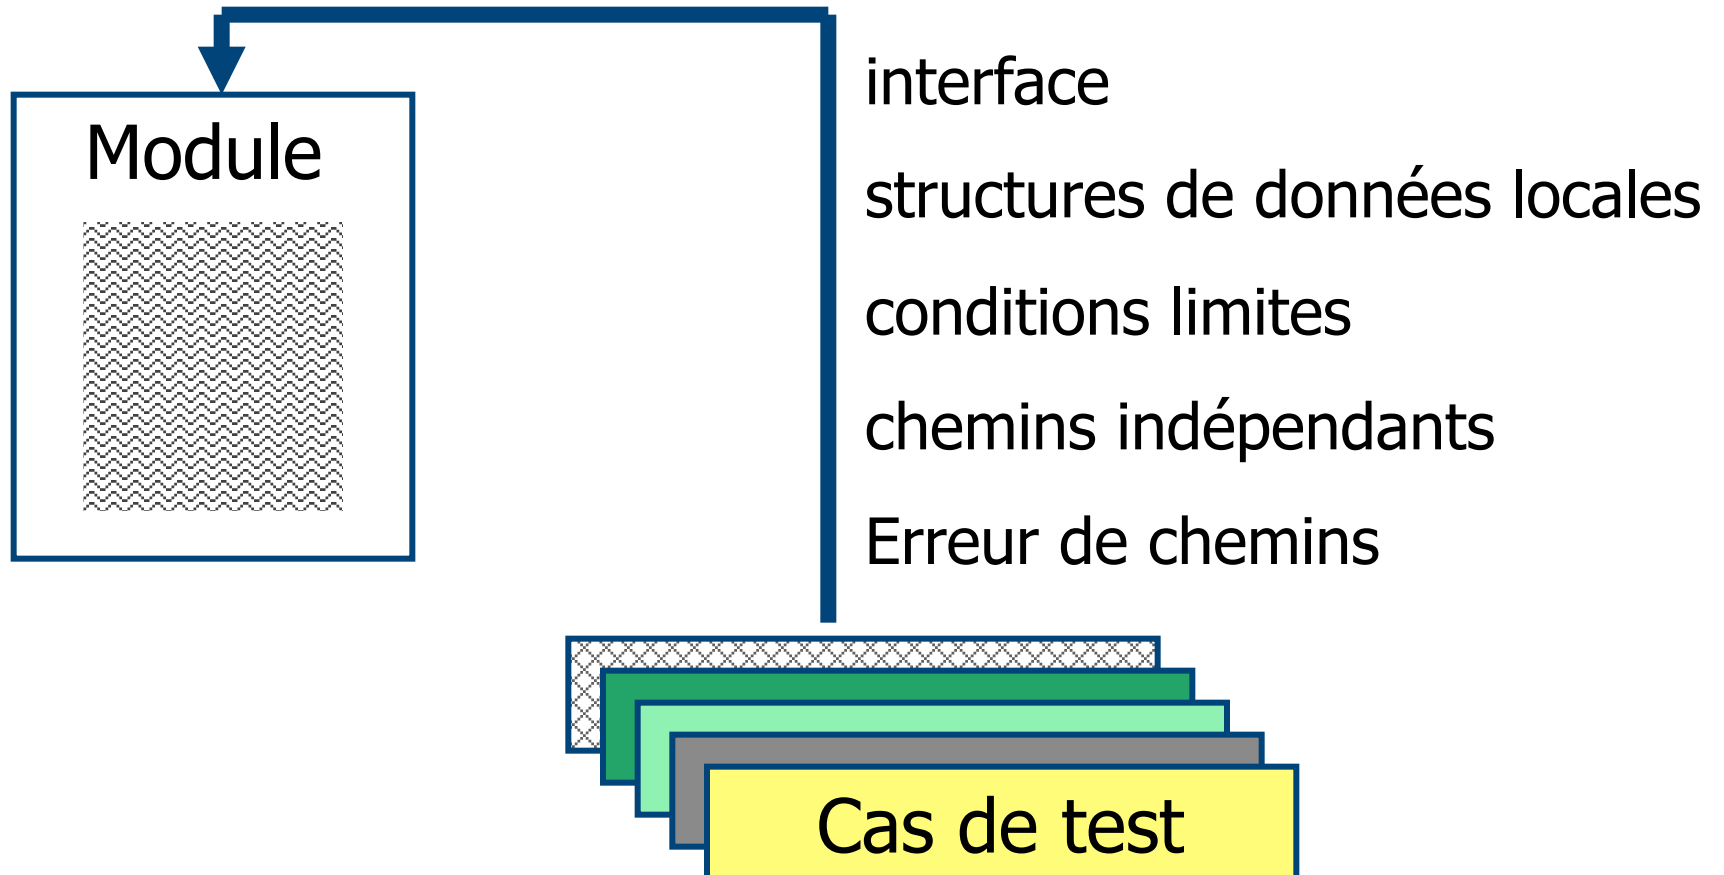 Module
interface
structures de données locales
conditions limites
chemins indépendants
Erreur de chemins
Cas de test